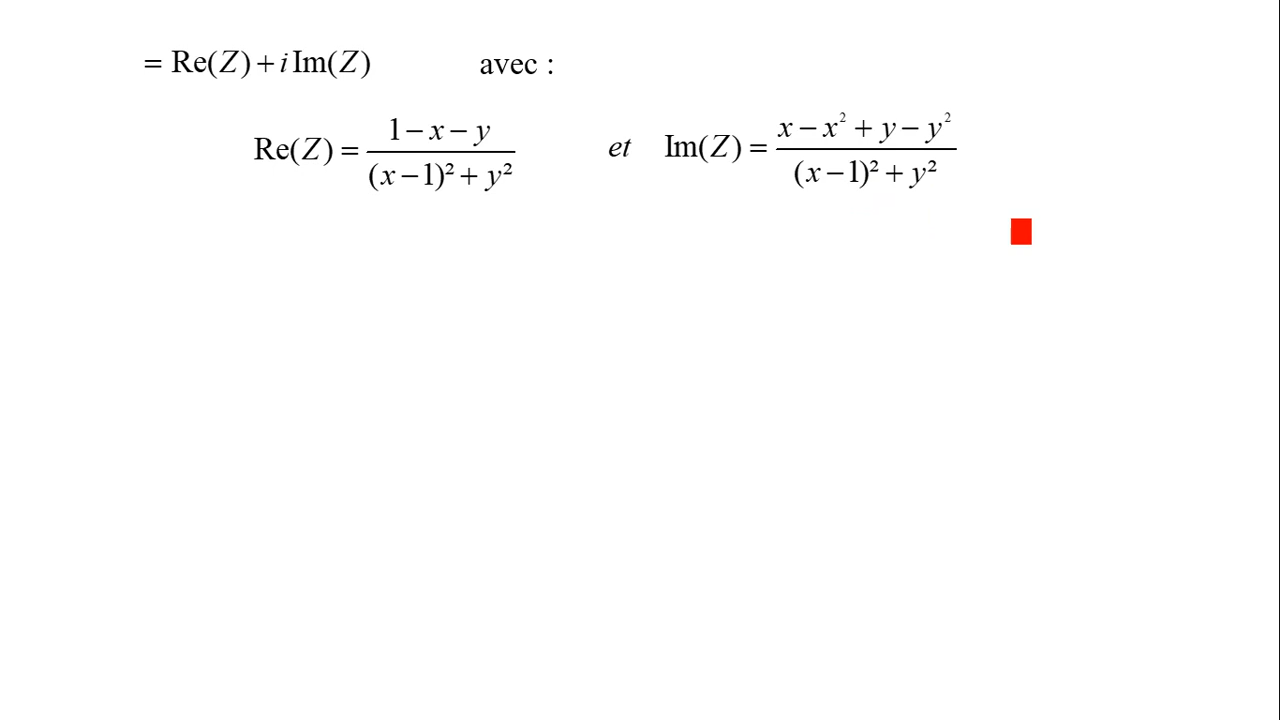 = Re(Z) + i Im(Z) avec :
Re(Z) = (1 − x − y) / ((x − 1)² + y²) et Im(Z) = (x − x² + y − y²) / ((x − 1)² + y²)